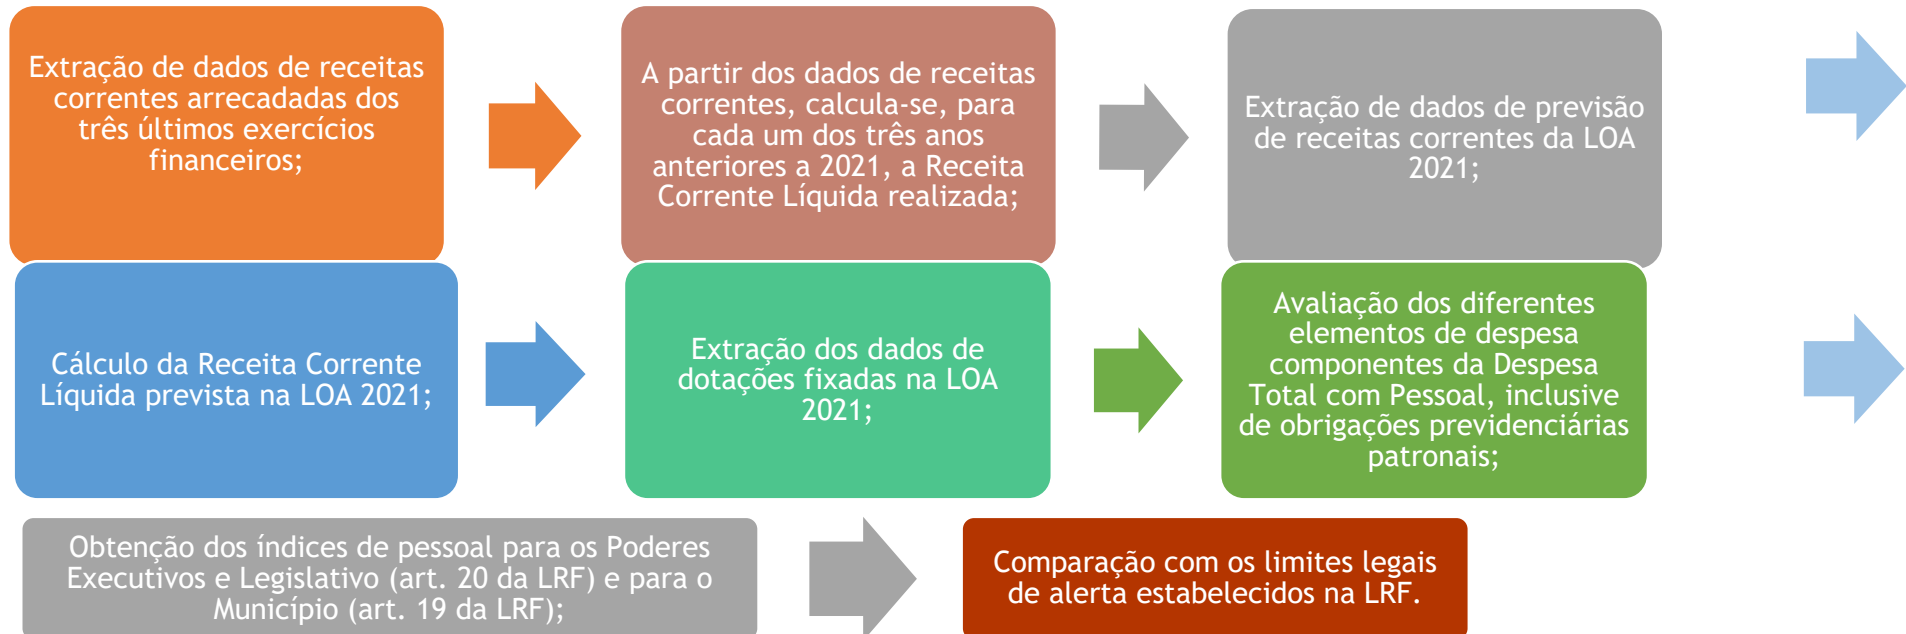 Extração de dados de receitas
correntes arrecadadas dos
três últimos exercícios
financeiros;
A partir dos dados de receitas
correntes, calcula-se, para
cada um dos três anos
anteriores a 2021, a Receita
Corrente Líquida realizada;
Extração de dados de previsão
de receitas correntes da LOA
2021;
Cálculo da Receita Corrente
Líquida prevista na LOA 2021;
Extração dos dados de
dotações fixadas na LOA
2021;
Avaliação dos diferentes
elementos de despesa
componentes da Despesa
Total com Pessoal, inclusive
de obrigações previdenciárias
patronais;
Obtenção dos índices de pessoal para os Poderes
Executivos e Legislativo (art. 20 da LRF) e para o
Município (art. 19 da LRF);
Comparação com os limites legais
de alerta estabelecidos na LRF.